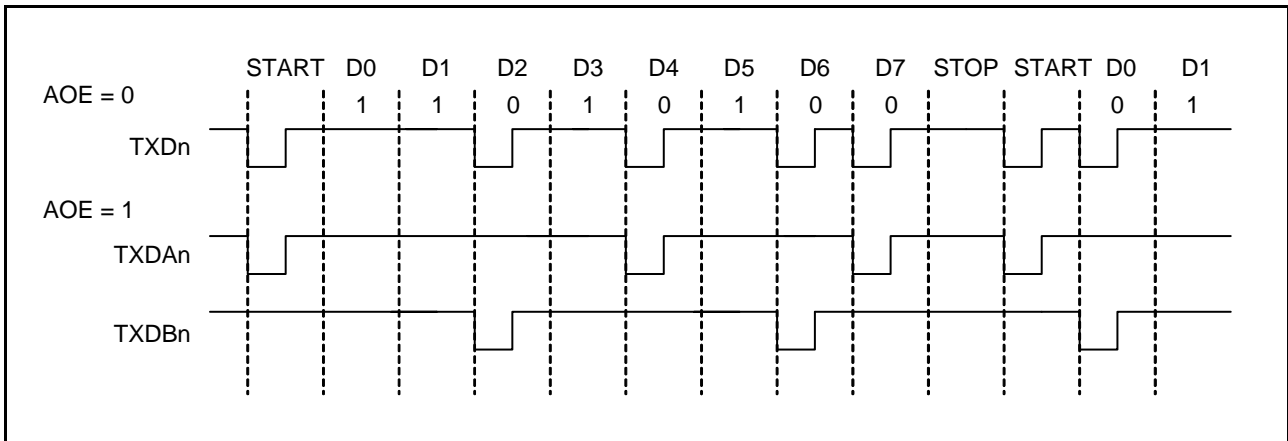 START D0 D1 D2 D3 D4 D5 D6 D7 STOP START D0 D1
AOE = 0
1 1 0 1 0 1 0 0 0 1
TXDn
AOE = 1
TXDAn
TXDBn